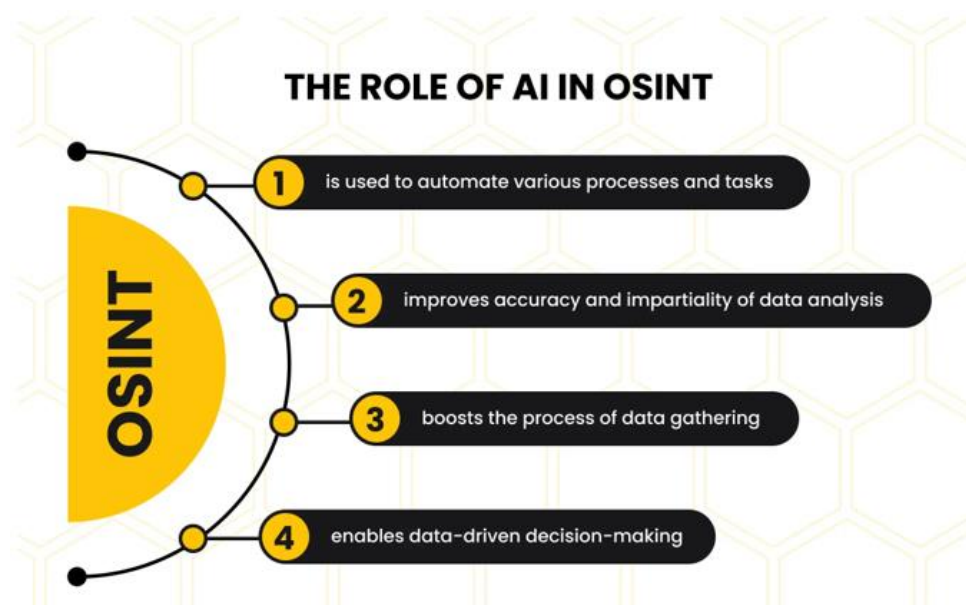 THE ROLE OF AI IN OSINT
OSINT
1 is used to automate various processes and tasks
2 improves accuracy and impartiality of data analysis
3 boosts the process of data gathering
4 enables data-driven decision-making